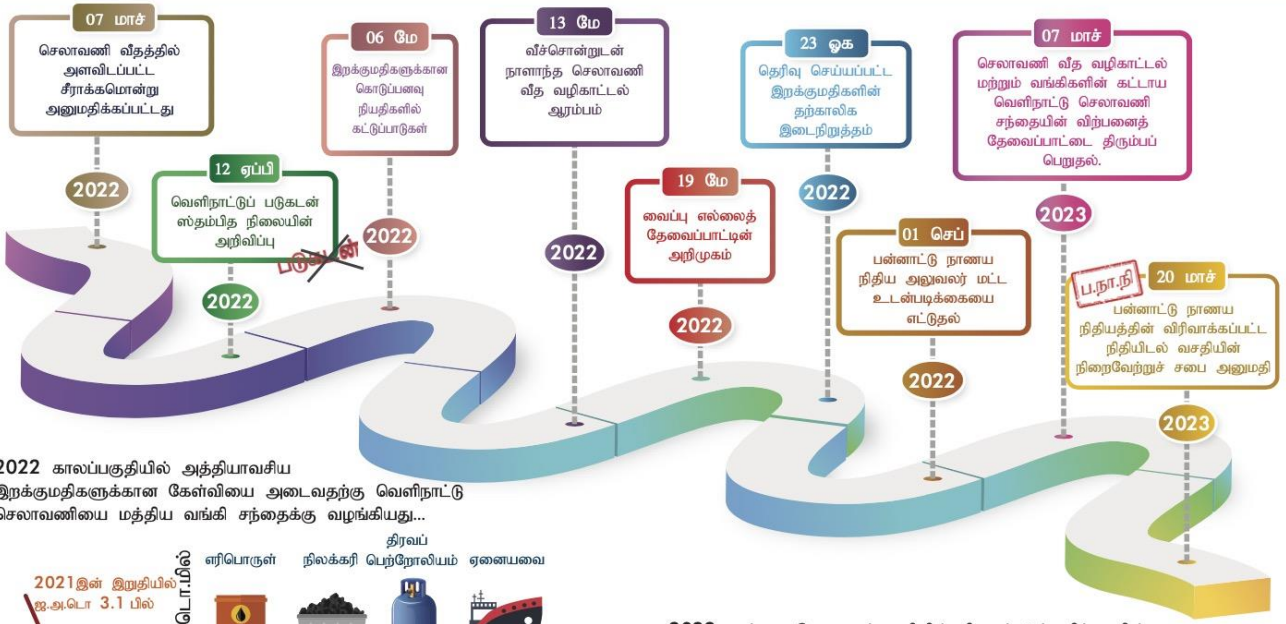 07 மார்ச்
செலாவணி வீதத்தில்
அளவிடப்பட்ட
சீராக்கமொன்று
அனுமதிக்கப்பட்டது
2022
12 ஏப்பி
வெளிநாட்டுப் படுகடன்
ஸ்தம்பித நிலையின்
அறிவிப்பு
படுகடன்
2022
06 மே
இறக்குமதிகளுக்கான
கொடுப்பனவு
நியதிகளில்
கட்டுப்பாடுகள்
2022
13 மே
வீச்சொன்றுடன்
நாளாந்த செலாவணி
வீத வழிகாட்டல்
ஆரம்பம்
2022
19 மே
வைப்பு எல்லைத்
தேவைப்பாட்டின்
அறிமுகம்
2022
23 ஓக
தெரிவு செய்யப்பட்ட
இறக்குமதிகளின்
தற்காலிக
இடைநிறுத்தம்
2022
01 செப்
பன்னாட்டு நாணய
நிதிய அலுவலர் மட்ட
உடன்படிக்கையை
எட்டுதல்
2022
07 மார்ச்
செலாவணி வீத வழிகாட்டல்
மற்றும் வங்கிகளின் கட்டாய
வெளிநாட்டு செலாவணி
சந்தையின் விற்பனைத்
தேவைப்பாட்டை திரும்பப்
பெறுதல்.
2023
ப.நா.நி
20 மார்ச்
பன்னாட்டு நாணய
நிதியத்தின் விரிவாக்கப்பட்ட
நிதியிடல் வசதியின்
நிறைவேற்றுச் சபை அனுமதி
2023
2022 காலப்பகுதியில் அத்தியாவசிய
இறக்குமதிகளுக்கான கேள்வியை அடைவதற்கு வெளிநாட்டு
செலாவணியை மத்திய வங்கி சந்தைக்கு வழங்கியது...
2021இன் இறுதியில்
ஐ.அ.டொ 3.1 பில்
டொ.மில்
எரிபொருள்
நிலக்கரி
திரவப்
பெற்றோலியம்
ஏனையவை